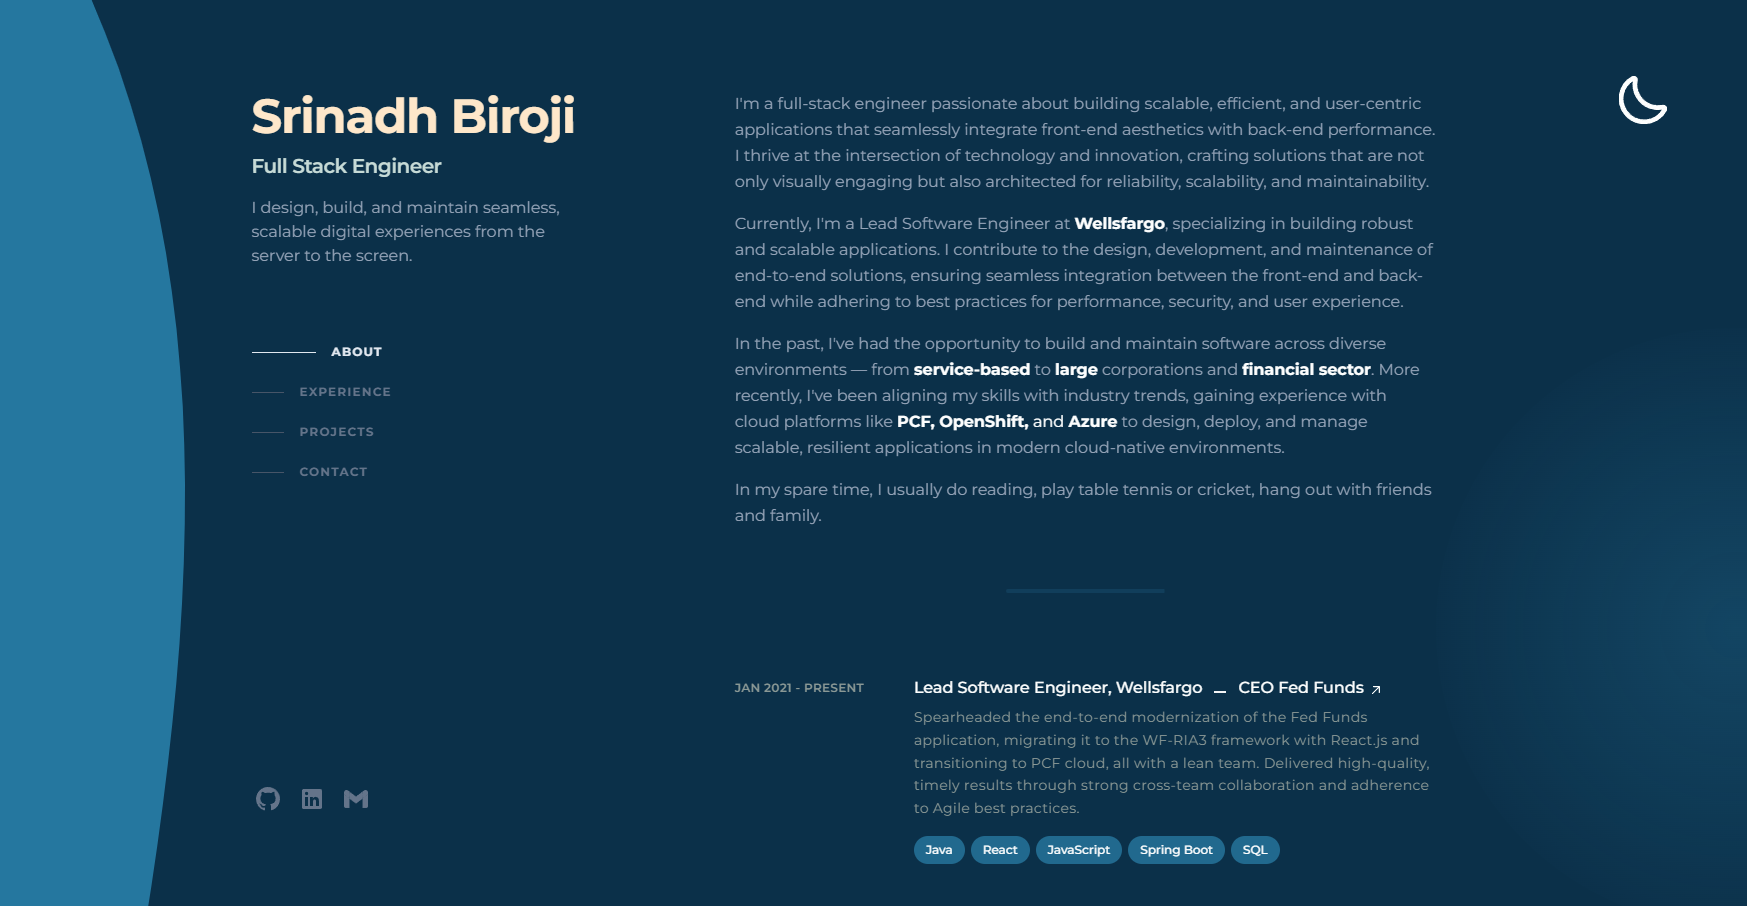 Srinadh Biroji
Full Stack Engineer
I design, build, and maintain seamless,
scalable digital experiences from the
server to the screen.
ABOUT
EXPERIENCE
PROJECTS
CONTACT
I'm a full-stack engineer passionate about building scalable, efficient, and user-centric
applications that seamlessly integrate front-end aesthetics with back-end performance.
I thrive at the intersection of technology and innovation, crafting solutions that are not
only visually engaging but also architected for reliability, scalability, and maintainability.
Currently, I'm a Lead Software Engineer at Wellsfargo, specializing in building robust
and scalable applications. I contribute to the design, development, and maintenance of
end-to-end solutions, ensuring seamless integration between the front-end and back-
end while adhering to best practices for performance, security, and user experience.
In the past, I've had the opportunity to build and maintain software across diverse
environments — from service-based to large corporations and financial sector. More
recently, I've been aligning my skills with industry trends, gaining experience with
cloud platforms like PCF, OpenShift, and Azure to design, deploy, and manage
scalable, resilient applications in modern cloud-native environments.
In my spare time, I usually do reading, play table tennis or cricket, hang out with friends
and family.
JAN 2021 - PRESENT
Lead Software Engineer, Wellsfargo – CEO Fed Funds
Spearheaded the end-to-end modernization of the Fed Funds
application, migrating it to the WF-RIA3 framework with React.js and
transitioning to PCF cloud, all with a lean team. Delivered high-quality,
timely results through strong cross-team collaboration and adherence
to Agile best practices.
Java React JavaScript Spring Boot SQL